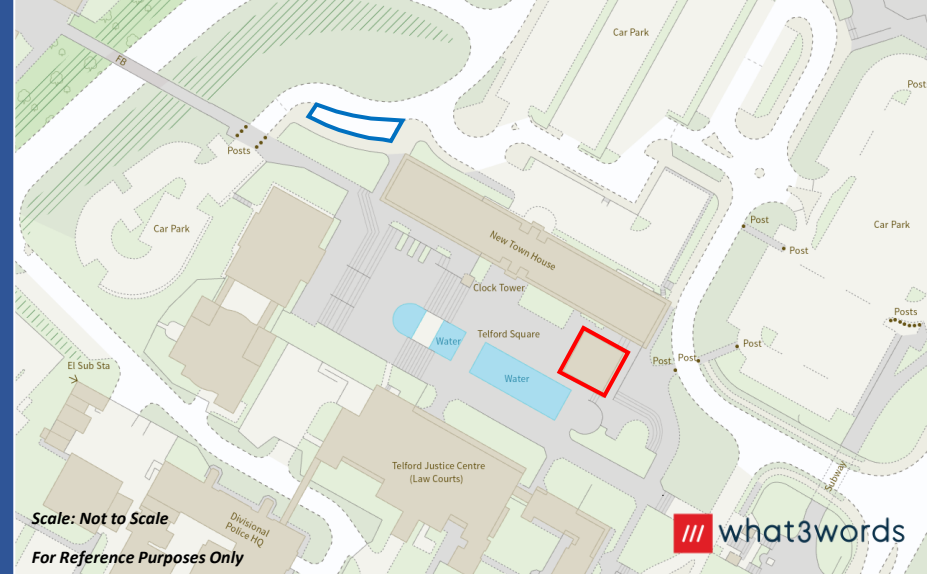 Car Park
FB
Post
Posts
Car Park
Post
Post
Car Park
New Town House
Clock Tower
Posts
Telford Square
Water
Post
Post
Posts
El Sub Sta
Water
Telford Justice Centre
(Law Courts)
Subway
Divisional
Police HQ
Scale: Not to Scale
For Reference Purposes Only
/// what3words